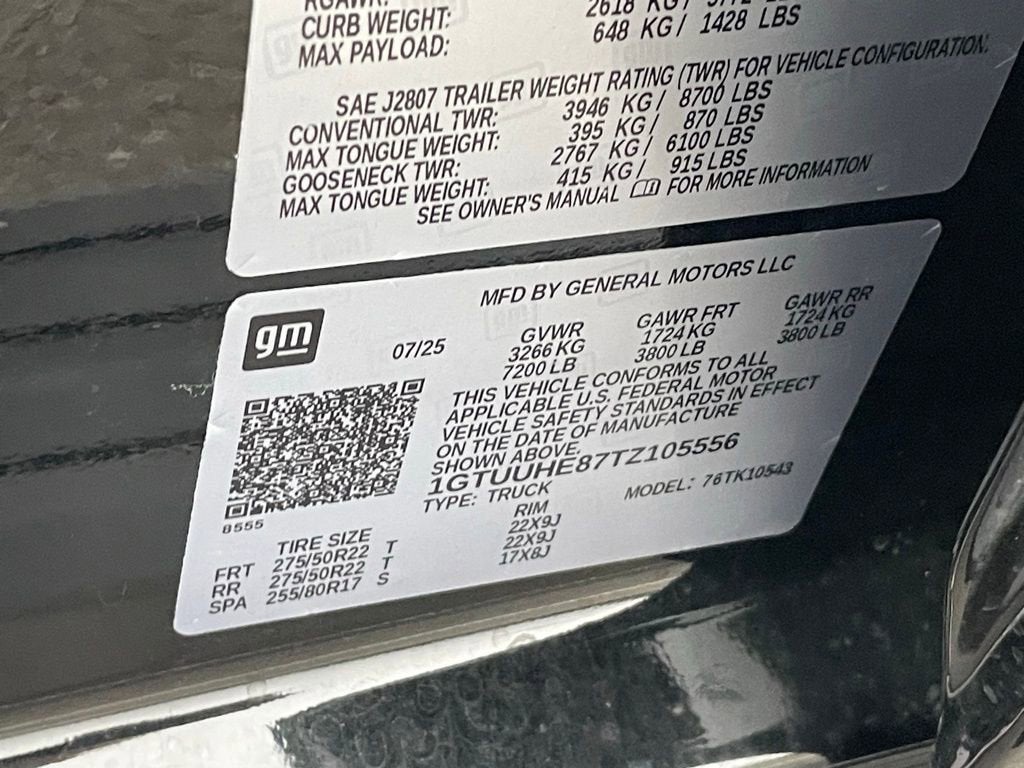 CURB WEIGHT: 2618 KG /
MAX PAYLOAD: 648 KG / 1428 LBS
SAE J2807 TRAILER WEIGHT RATING (TWR) FOR VEHICLE CONFIGURATION:
CONVENTIONAL TWR: 3946 KG / 8700 LBS
MAX TONGUE WEIGHT: 395 KG / 870 LBS
GOOSENECK TWR: 2767 KG / 6100 LBS
MAX TONGUE WEIGHT: 415 KG / 915 LBS
SEE OWNER'S MANUAL FOR MORE INFORMATION
MFD BY GENERAL MOTORS LLC
gm
07/25
GVWR GAWR FRT GAWR RR
3266 KG 1724 KG 1724 KG
7200 LB 3800 LB 3800 LB
THIS VEHICLE CONFORMS TO ALL
APPLICABLE U.S. FEDERAL MOTOR
VEHICLE SAFETY STANDARDS IN EFFECT
ON THE DATE OF MANUFACTURE
SHOWN ABOVE.
1GTUUHE87TZ105556
TYPE: TRUCK MODEL: 76TK10543
8555
TIRE SIZE RIM
FRT 275/50R22 T 22X9J
RR 275/50R22 T 22X9J
SPA 255/80R17 S 17X8J